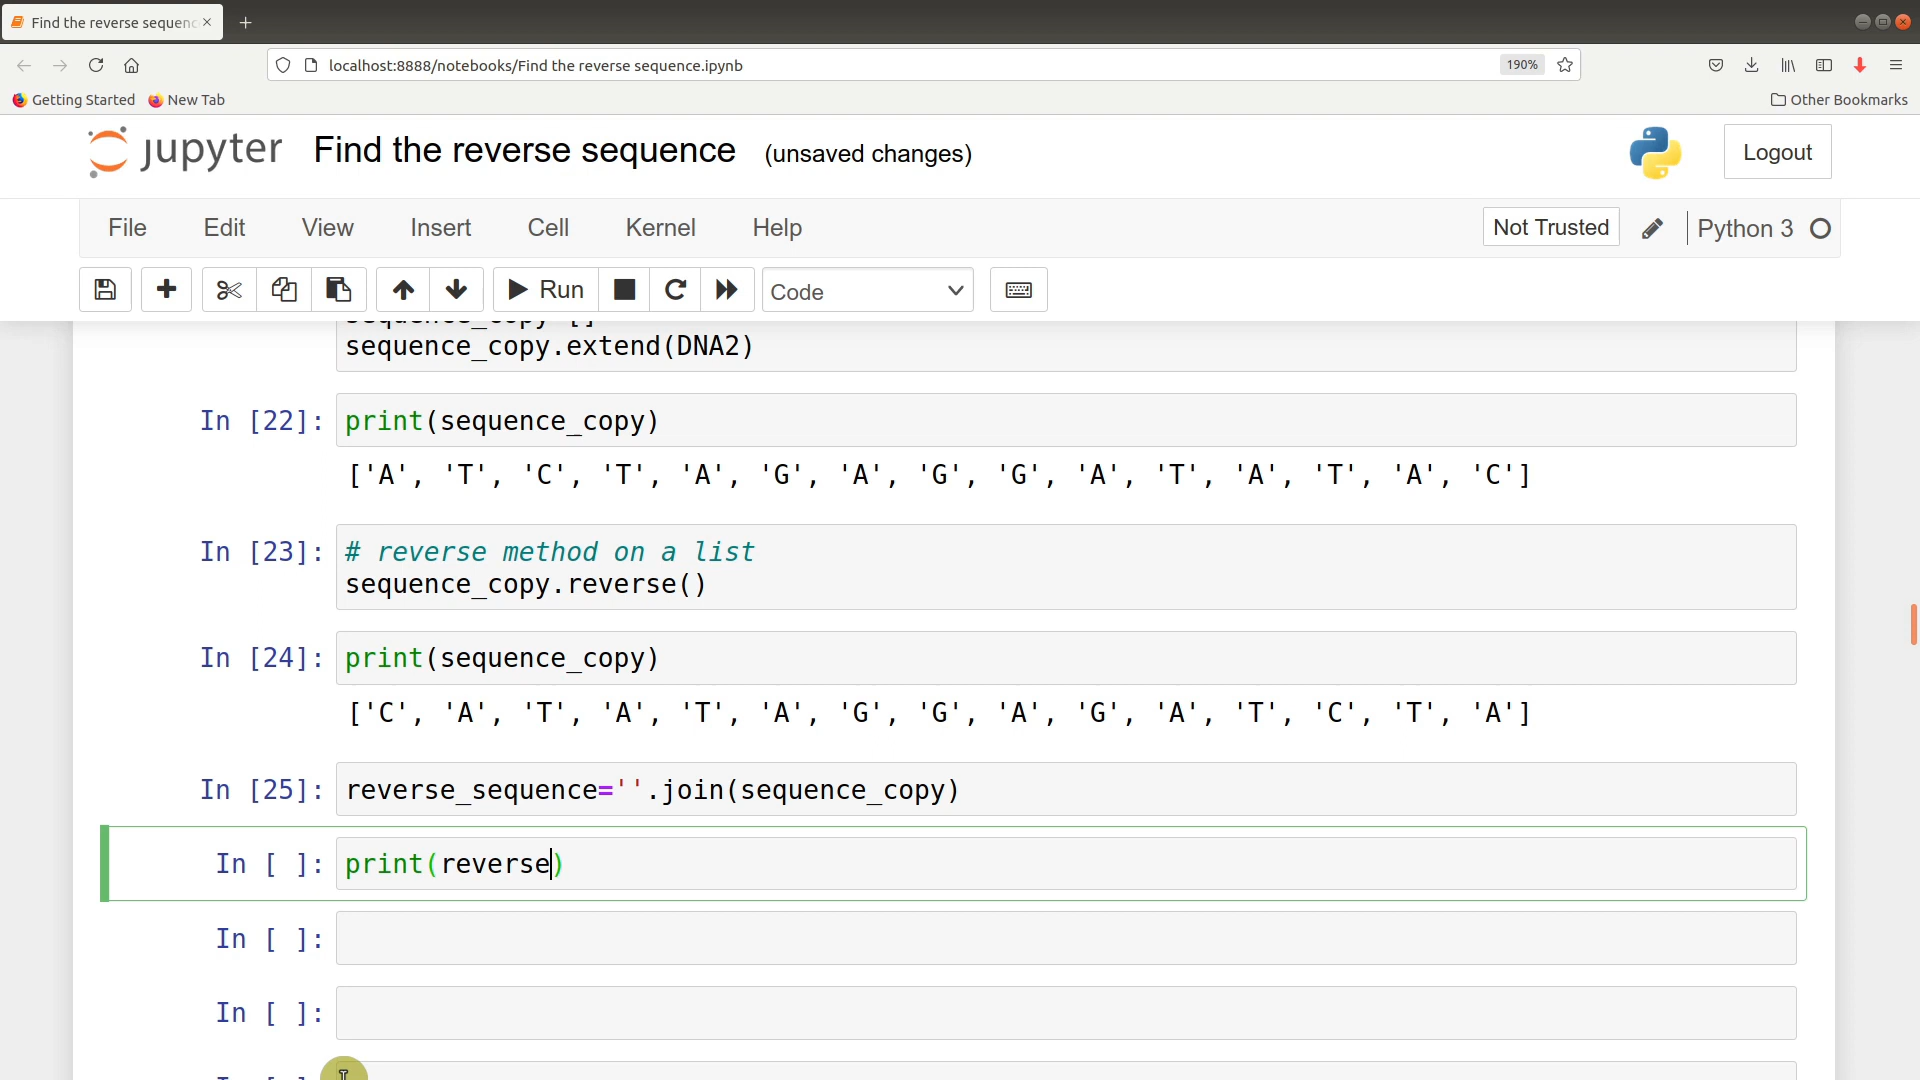 Find the reverse sequenc
localhost:8888/notebooks/Find the reverse sequence.ipynb
190%
Getting Started
New Tab
Other Bookmarks
jupyter
Find the reverse sequence (unsaved changes)
Logout
File Edit View Insert Cell Kernel Help
Not Trusted
Python 3
Run
Code
sequence_copy=[]
sequence_copy.extend(DNA2)
In [22]: print(sequence_copy)
['A', 'T', 'C', 'T', 'A', 'G', 'A', 'G', 'G', 'A', 'T', 'A', 'T', 'A', 'C']
In [23]: # reverse method on a list
sequence_copy.reverse()
In [24]: print(sequence_copy)
['C', 'A', 'T', 'A', 'T', 'A', 'G', 'G', 'A', 'G', 'A', 'T', 'C', 'T', 'A']
In [25]: reverse_sequence=''.join(sequence_copy)
In [ ]: print(reverse)
In [ ]:
In [ ]: